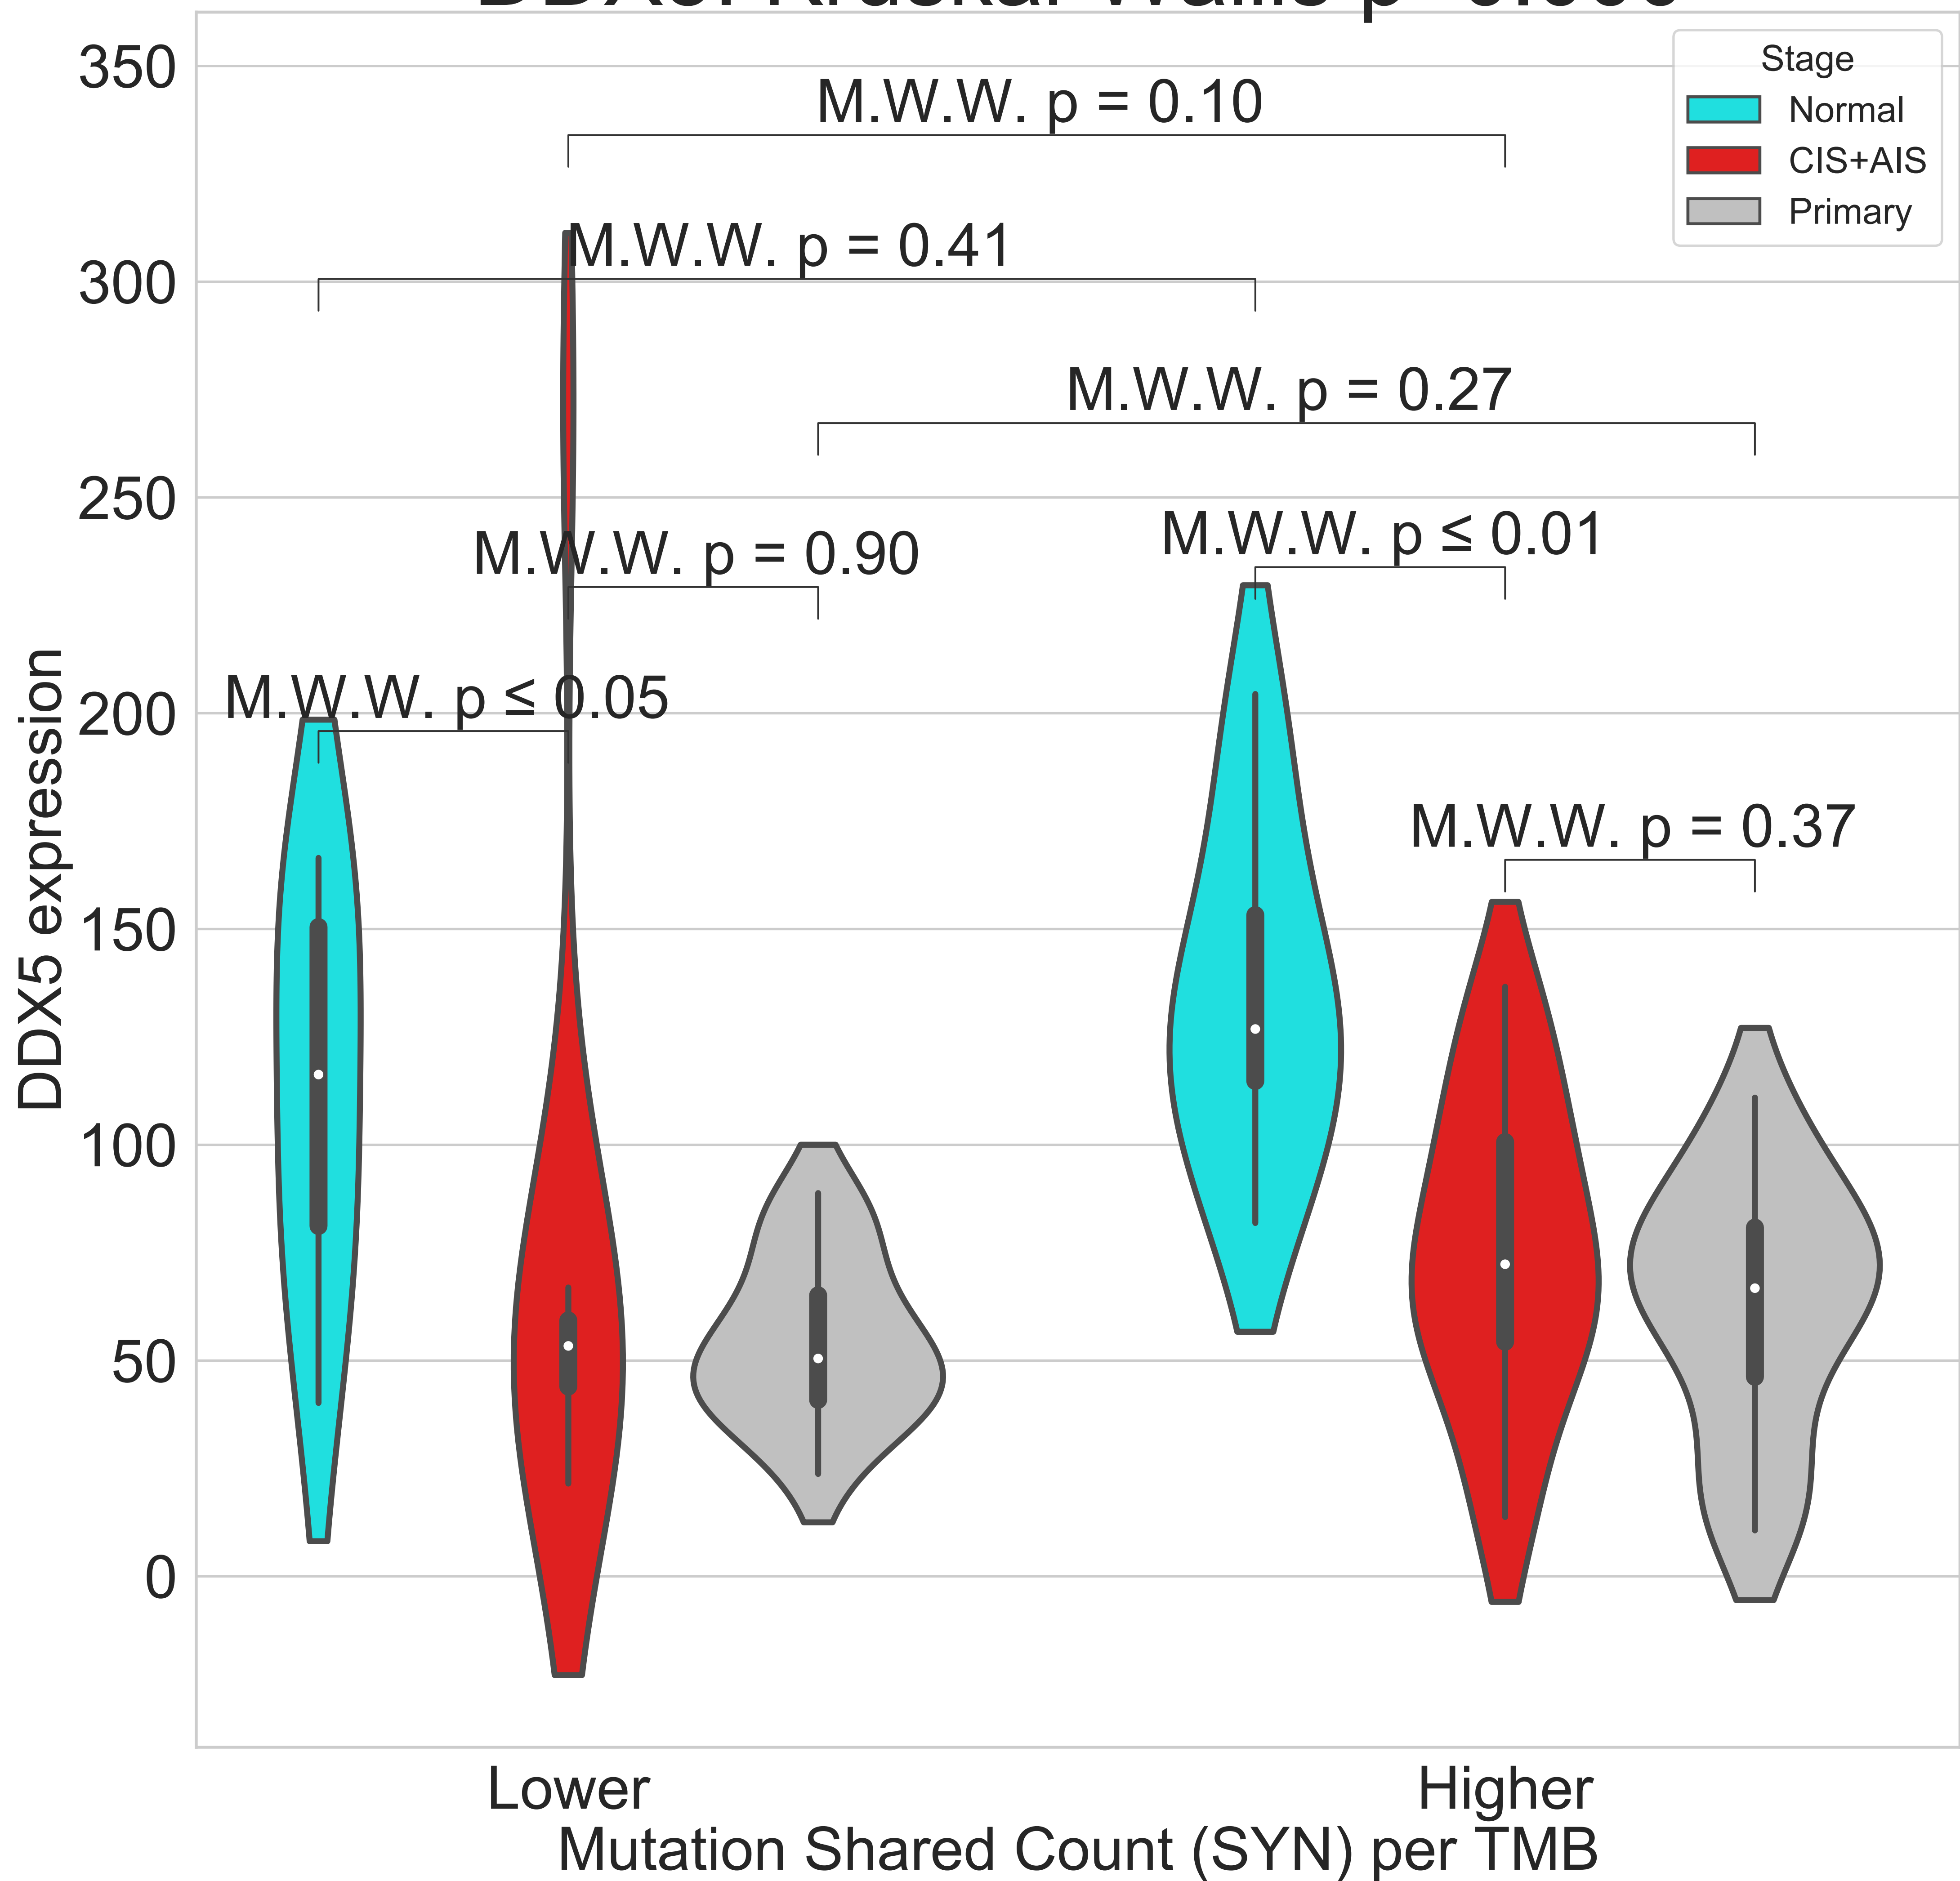 350
300
250
200
150
100
50
0
DDX5 expression
M.W.W. p = 0.10
M.W.W. p = 0.41
M.W.W. p = 0.27
M.W.W. p = 0.90
M.W.W. p ≤ 0.01
M.W.W. p ≤ 0.05
M.W.W. p = 0.37
Stage
Normal
CIS+AIS
Primary
Lower
Higher
Mutation Shared Count (SYN) per TMB